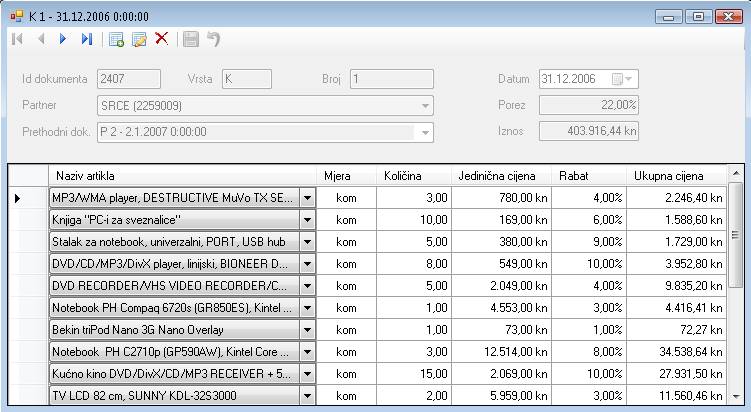 K 1 - 31.12.2006 0:00:00
Id dokumenta 2407 Vrsta K Broj 1 Datum 31.12.2006
Partner SRCE (2259009) Porez 22,00%
Prethodni dok. P 2 - 2.1.2007 0:00:00 Iznos 403.916,44 kn
Naziv artikla Mjera Količina Jedinična cijena Rabat Ukupna cijena
MP3/WMA player, DESTRUCTIVE MuVo TX SE... kom 3,00 780,00 kn 4,00% 2.246,40 kn
Knjiga "PC-i za sveznalice" kom 10,00 169,00 kn 6,00% 1.588,60 kn
Stalak za notebook, univerzalni, PORT, USB hub kom 5,00 380,00 kn 9,00% 1.729,00 kn
DVD/CD/MP3/DivX player, linijski, BIONEER D... kom 8,00 549,00 kn 10,00% 3.952,80 kn
DVD RECORDER/VHS VIDEO RECORDER/C... kom 5,00 2.049,00 kn 4,00% 9.835,20 kn
Notebook PH Compaq 6720s (GR850ES), Kintel ... kom 1,00 4.553,00 kn 3,00% 4.416,41 kn
Bekin triPod Nano 3G Nano Overlay kom 1,00 73,00 kn 1,00% 72,27 kn
Notebook PH C2710p (GP590AW), Kintel Core ... kom 3,00 12.514,00 kn 8,00% 34.538,64 kn
Kućno kino DVD/DivX/CD/MP3 RECEIVER + 5... kom 15,00 2.069,00 kn 10,00% 27.931,50 kn
TV LCD 82 cm, SUNNY KDL-32S3000 kom 2,00 5.959,00 kn 3,00% 11.560,46 kn